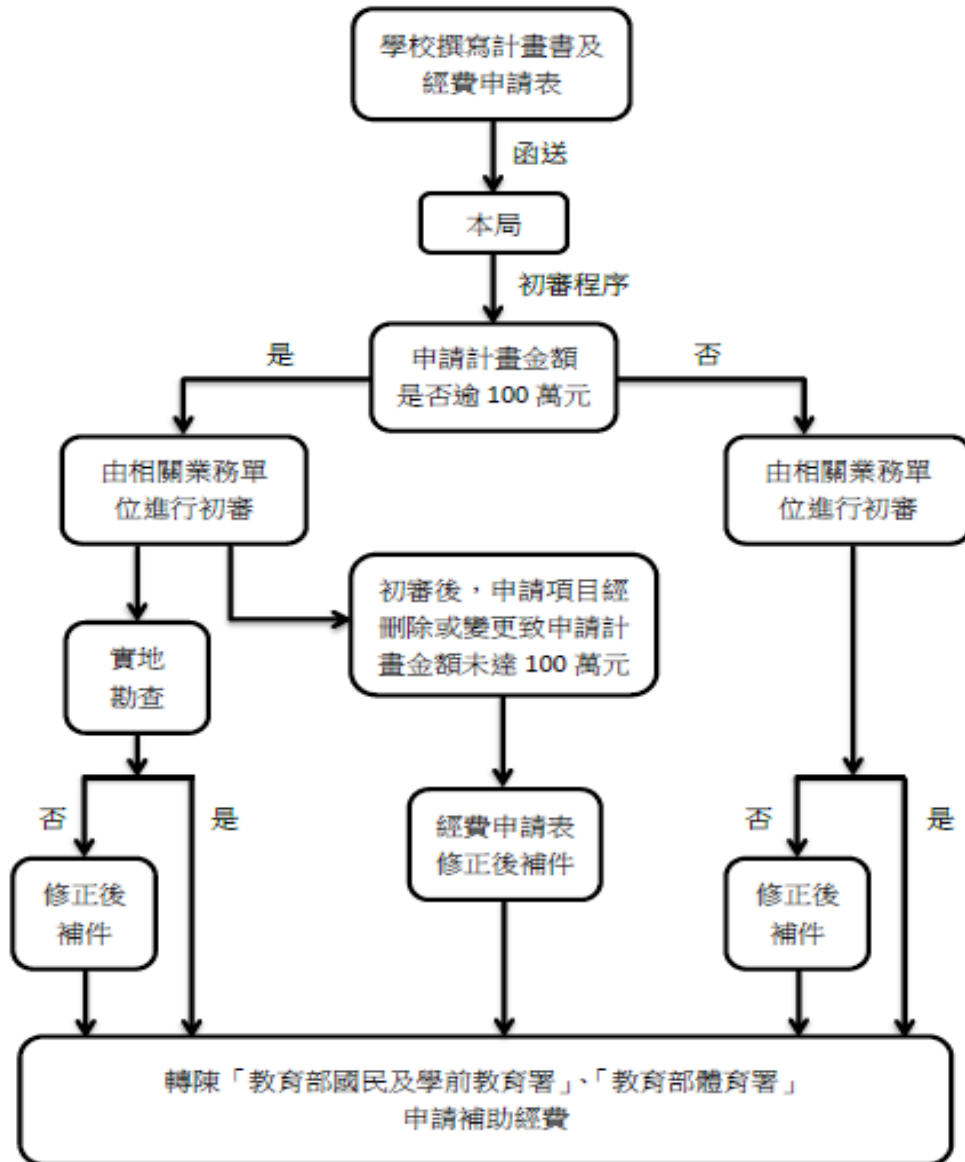 學校撰寫計畫書及
經費申請表
函送
本局
初審程序
是
申請計畫金額
是否逾 100 萬元
否
由相關業務單
位進行初審
由相關業務單
位進行初審
初審後，申請項目經
刪除或變更致申請計
畫金額未達 100 萬元
實地
勘查
否
是
經費申請表
修正後補件
否
是
修正後
補件
修正後
補件
轉陳「教育部國民及學前教育署」、「教育部體育署」
申請補助經費